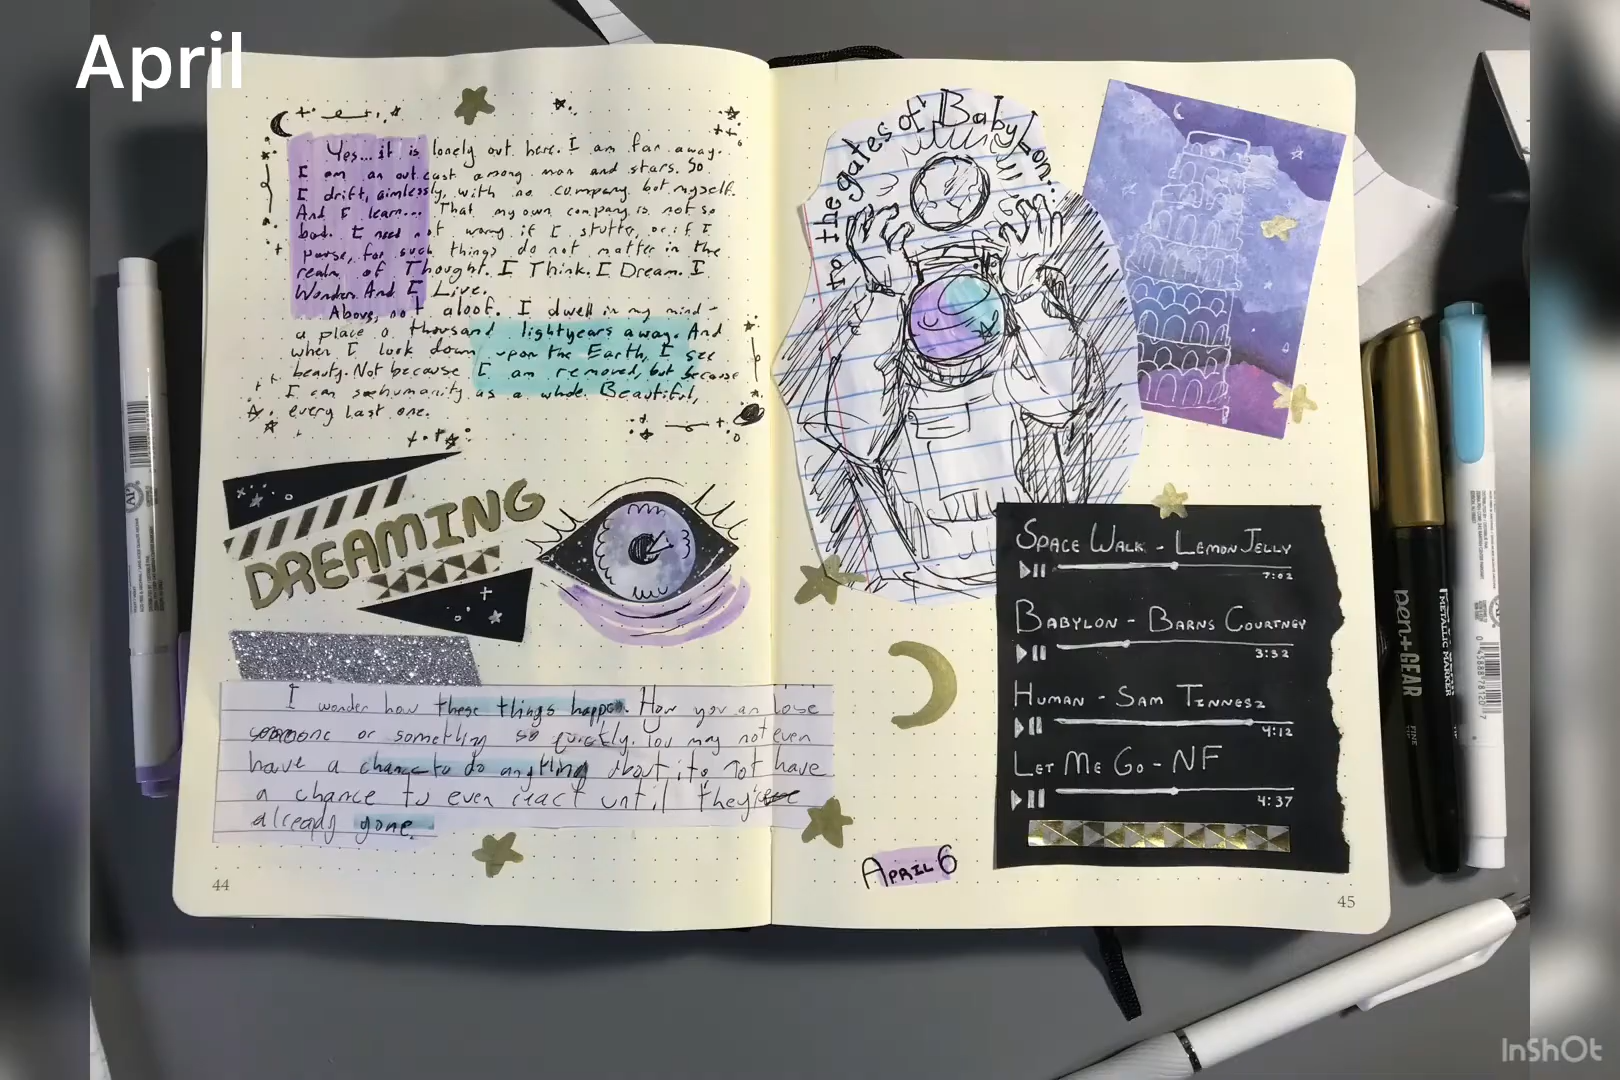 April
Yes... it is lonely out here. I am far away.
I am an outcast among man and stars. So
I drift, aimlessly, with no company but myself.
And I learn... That my own company is not so
bad. I need not worry if I stutter, or if I
pause, for such things do not matter in the
realm of Thought. I Think. I Dream. I
Wonder. And I Live.
Above, not aloof. I dwell in my mind -
a place a thousand lightyears away. And
when I look down upon the Earth, I see
beauty. Not because I am removed, but because
I can see humanity as a whole. Beautiful,
every last one.
DREAMING
I wonder how these things happen. How you can lose
someone or something so quickly. You may not even
have a chance to do anything about it. To not have
a chance to even react until they're
already gone.
44
to the gates of Babylon...
SPACE WALK - LEMON JELLY
7:02
BABYLON - BARNS COURTNEY
3:32
HUMAN - SAM TINNESZ
4:12
LET ME GO - NF
4:37
APRIL 6
45
AP
pen+GEAR
METALLIC MARKER
FINE
InShOt